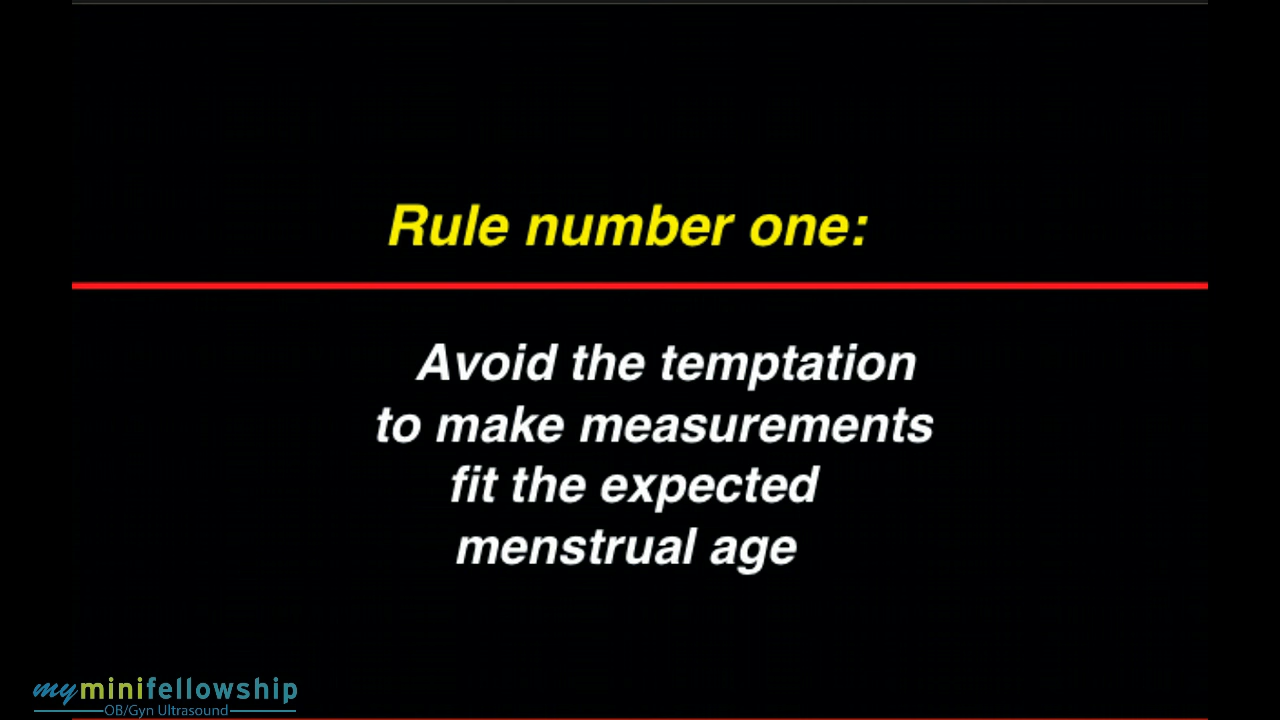 Rule number one:
Avoid the temptation
to make measurements
fit the expected
menstrual age
myminifellowship
OB/Gyn Ultrasound